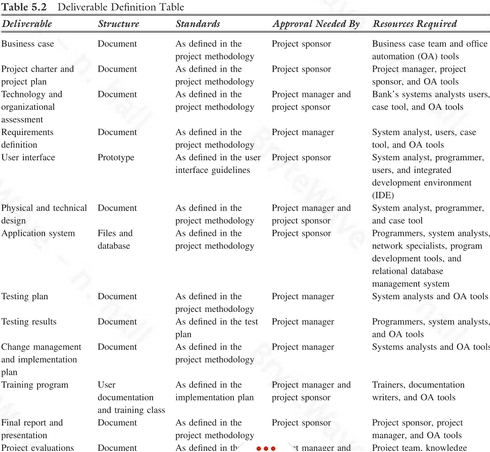 Table 5.2 Deliverable Definition Table
Deliverable Structure Standards Approval Needed By Resources Required
Business case Document As defined in the Project sponsor Business case team and office
project methodology automation (OA) tools
Project charter and Document As defined in the Project sponsor Project manager, project
project plan project methodology sponsor, and OA tools
Technology and Document As defined in the Project manager and Bank's systems analysts users,
organizational project methodology project sponsor case tool, and OA tools
assessment
Requirements Document As defined in the Project manager System analyst, users, case
definition project methodology tool, and OA tools
User interface Prototype As defined in the user Project sponsor System analyst, programmer,
interface guidelines users, and integrated
development environment
(IDE)
Physical and technical Document As defined in the Project manager and System analyst, programmer,
design project methodology project sponsor and case tool
Application system Files and As defined in the Project sponsor Programmers, system analysts,
database project methodology network specialists, program
development tools, and
relational database
management system
Testing plan Document As defined in the Project manager System analysts and OA tools
project methodology
Testing results Document As defined in the test Project manager Programmers, system analysts,
plan and OA tools
Change management Document As defined in the Project manager Systems analysts and OA tools
and implementation project methodology
plan
Training program User As defined in the Project manager and Trainers, documentation
documentation implementation plan project sponsor writers, and OA tools
and training class
Final report and Document As defined in the Project sponsor Project sponsor, project
presentation project methodology manager, and OA tools
Project evaluations Document As defined in manager and Project team, knowledge